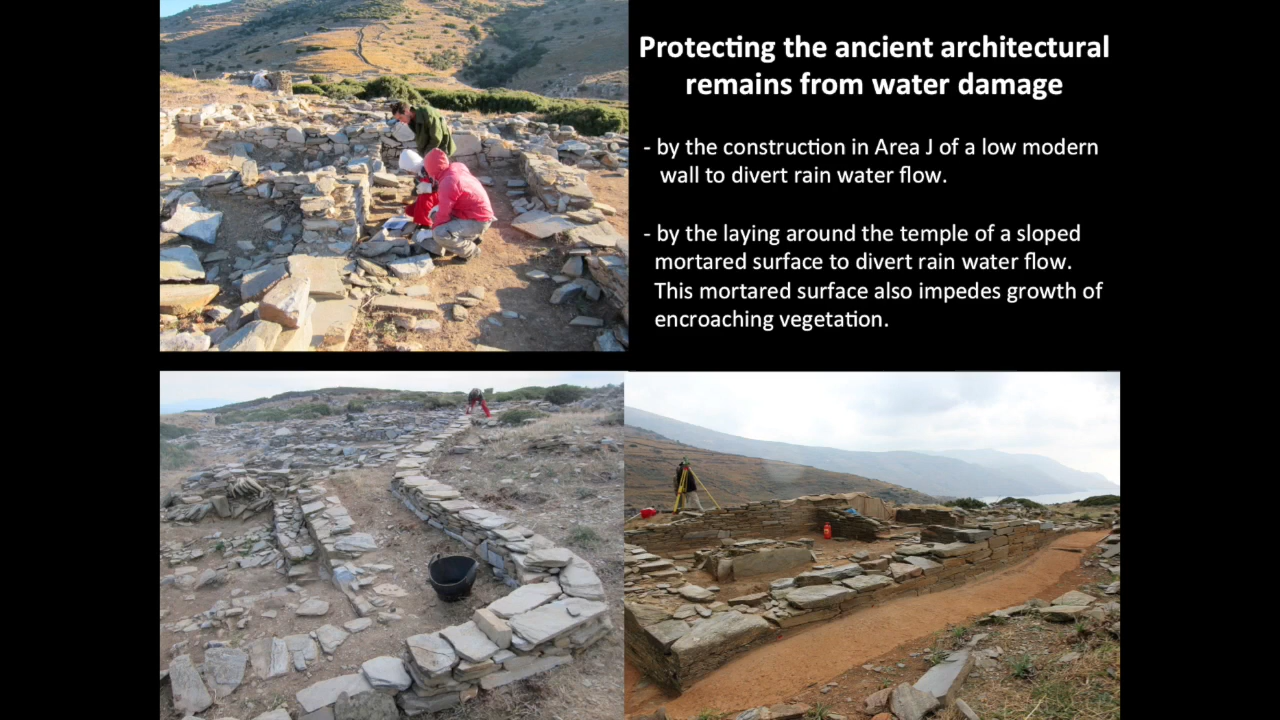 Protecting the ancient architectural
remains from water damage
- by the construction in Area J of a low modern
wall to divert rain water flow.
- by the laying around the temple of a sloped
mortared surface to divert rain water flow.
This mortared surface also impedes growth of
encroaching vegetation.